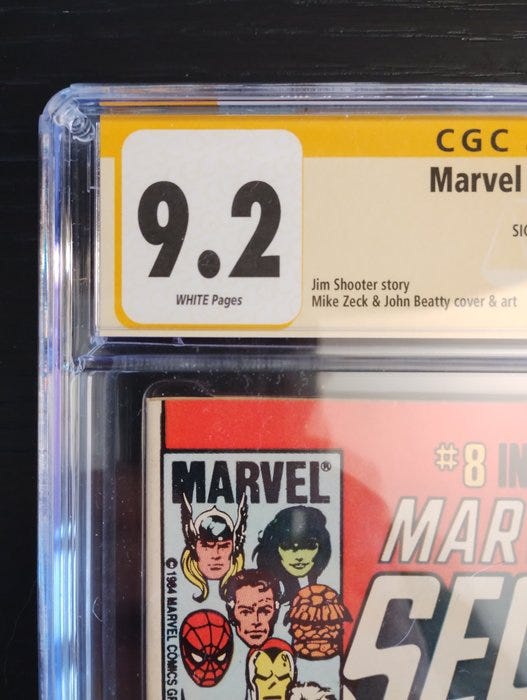 CGC
Marvel
9.2
WHITE Pages
Jim Shooter story
Mike Zeck & John Beatty cover & art
#8 IN
MARVEL®
MAR
SE
© 1984 MARVEL COMICS GR